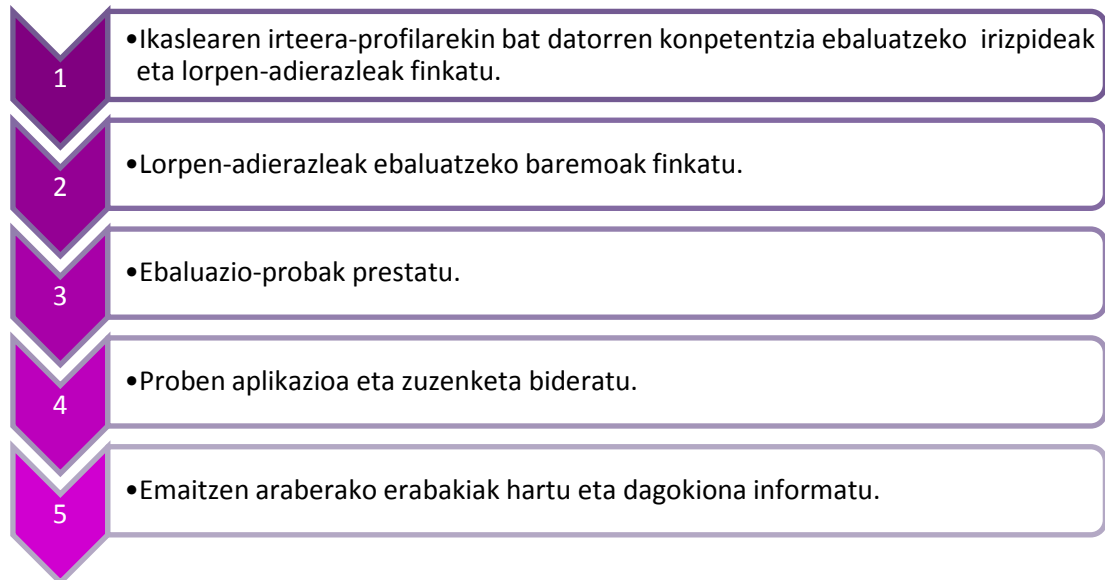 1
•Ikaslearen irteera-profilarekin bat datorren konpetentzia ebaluatzeko irizpideak
eta lorpen-adierazleak finkatu.
2
•Lorpen-adierazleak ebaluatzeko baremoak finkatu.
3
•Ebaluazio-probak prestatu.
4
•Proben aplikazioa eta zuzenketa bideratu.
5
•Emaitzen araberako erabakiak hartu eta dagokiona informatu.